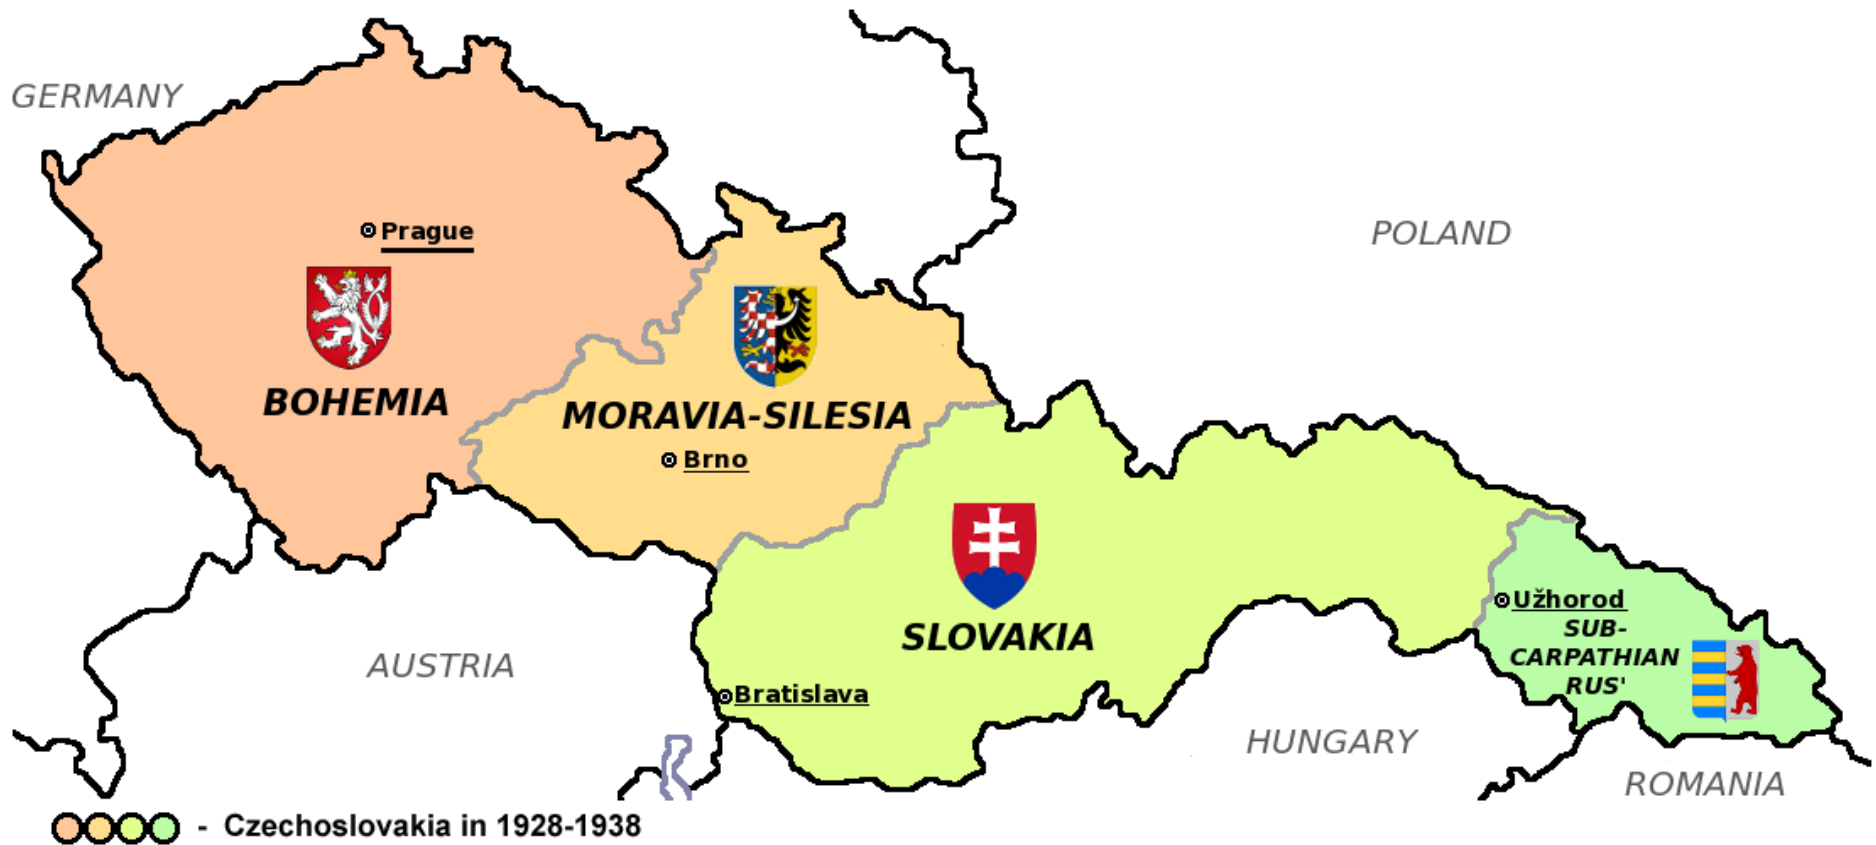 GERMANY
POLAND
Prague
BOHEMIA
MORAVIA-SILESIA
Brno
SLOVAKIA
Užhorod
SUB-
CARPATHIAN
RUS'
AUSTRIA
Bratislava
HUNGARY
ROMANIA
- Czechoslovakia in 1928-1938